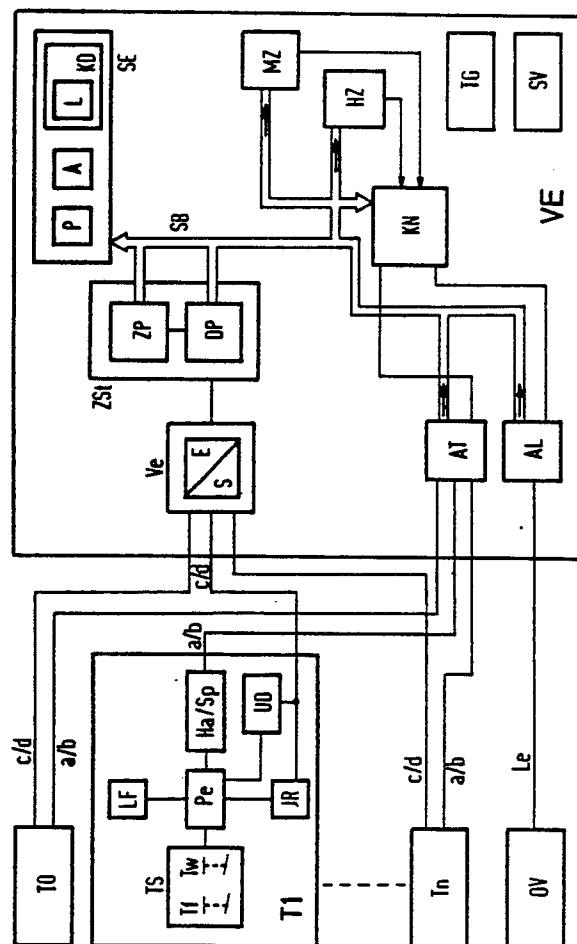 T0
c/d
a/b
T1
TS
Tf
Tw
LF
Pe
JR
Ha/Sp
UD
a/b
c/d
Tn
c/d
a/b
OV
Le
VE
Ve
E
S
ZSt
ZP
DP
SB
SE
P
A
L
KO
MZ
HZ
KN
TG
SV
AT
AL